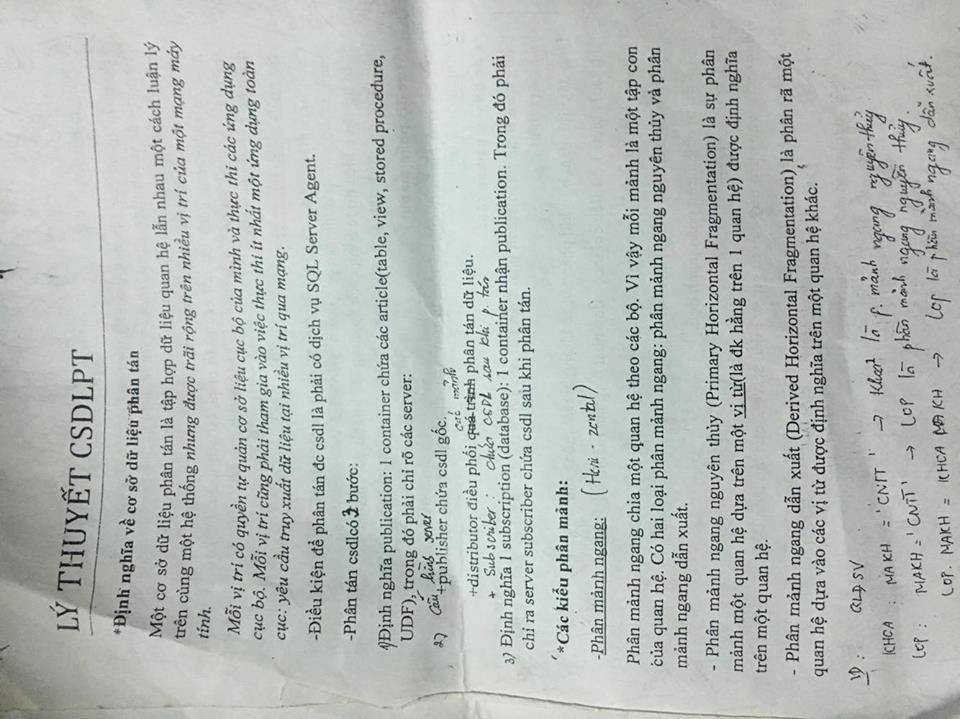 LÝ THUYẾT CSDLPT
*Định nghĩa về cơ sở dữ liệu phân tán
Một cơ sở dữ liệu phân tán là tập hợp dữ liệu quan hệ lẫn nhau một cách luận lý
trên cùng một hệ thống nhưng được trãi rộng trên nhiều vị trí của một mạng máy
tính.
Mỗi vị trí có quyền tự quản cơ sở liệu cục bộ của mình và thực thi các ứng dụng
cục bộ. Mỗi vị trí cũng phải tham gia vào việc thực thi ít nhất một ứng dụng toàn
cục: yêu cầu truy xuất dữ liệu tại nhiều vị trí qua mạng.
-Điều kiện để phân tán đc csdl là phải có dịch vụ SQL Server Agent.
-Phân tán csdlcó 3 bước:
1)Định nghĩa publication: 1 container chứa các article(table, view, stored procedure,
UDF), trong đó phải chỉ rõ các server:
2) Cấu hình server
+publisher chứa csdl gốc.
các mảnh
+distributor điều phối quá trình phân tán dữ liệu.
+ Subscriber : chứa CSDL sau khi p. tán
3) Định nghĩa 1 subscription (database): 1 container nhận publication. Trong đó phải
chỉ ra server subscriber chứa csdl sau khi phân tán.
*Các kiểu phân mảnh:
-Phân mảnh ngang: (Hori - zental)
Phân mảnh ngang chia một quan hệ theo các bộ. Vì vậy mỗi mảnh là một tập con
của quan hệ. Có hai loại phân mảnh ngang: phân mảnh ngang nguyên thủy và phân
mảnh ngang dẫn xuất.
- Phân mảnh ngang nguyên thủy (Primary Horizontal Fragmentation) là sự phân
mảnh một quan hệ dựa trên một vị từ(là đk hằng trên 1 quan hệ) được định nghĩa
trên một quan hệ.
- Phân mảnh ngang dẫn xuất (Derived Horizontal Fragmentation) là phân rã một
quan hệ dựa vào các vị từ được định nghĩa trên một quan hệ khác.
VD : QLDSV
KHOA : MAKH = 'CNTT' → Khoa là p. mảnh ngang nguyên thủy
LOP : MAKH = 'CNTT' → LOP là phân mảnh ngang nguyên thủy.
LOP. MAKH = KHOA MAKH → Lop là phân mảnh ngang dẫn xuất.